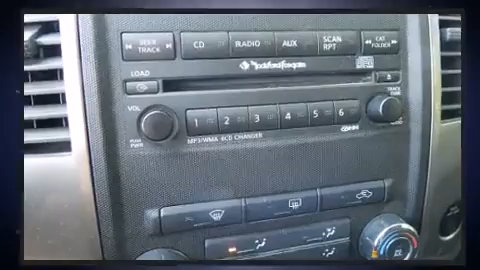 SEEK TRACK
CD
RADIO
AUX
SCAN RPT
CAT FOLDER
Rockford Fosgate
LOAD
VOL
PUSH PWR
1 2 3 4 5 6
MP3/WMA 6CD CHANGER